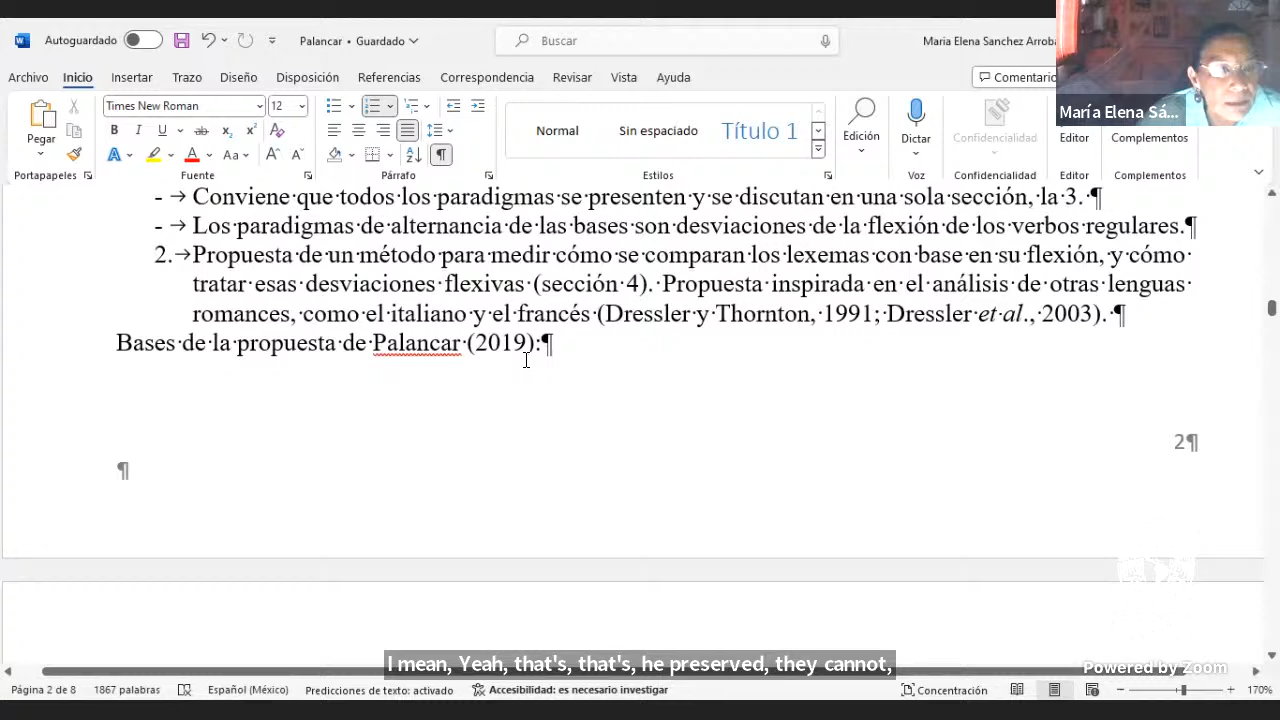 Autoguardado
Palancar • Guardado
Buscar
Maria Elena Sanchez Arroba
Archivo Inicio Insertar Trazo Diseño Disposición Referencias Correspondencia Revisar Vista Ayuda
Comentarios
María Elena Sá...
Pegar
Times New Roman 12
Normal
Sin espaciado
Título 1
Edición
Dictar
Confidencialidad
Editor
Complementos
Portapapeles Fuente Párrafo Estilos Voz Confidencialidad Editor Complementos
- → Conviene que todos los paradigmas se presenten y se discutan en una sola sección, la 3. ¶
- → Los paradigmas de alternancia de las bases son desviaciones de la flexión de los verbos regulares.¶
2.→Propuesta de un método para medir cómo se comparan los lexemas con base en su flexión, y cómo
tratar esas desviaciones flexivas (sección 4). Propuesta inspirada en el análisis de otras lenguas
romances, como el italiano y el francés (Dressler y Thornton, 1991; Dressler et al., 2003). ¶
Bases de la propuesta de Palancar (2019):¶
2¶
¶
I mean, Yeah, that's, that's, he preserved, they cannot,
Powered by Zoom
Página 2 de 8 1867 palabras Español (México) Predicciones de texto: activado Accesibilidad: es necesario investigar Concentración 170%